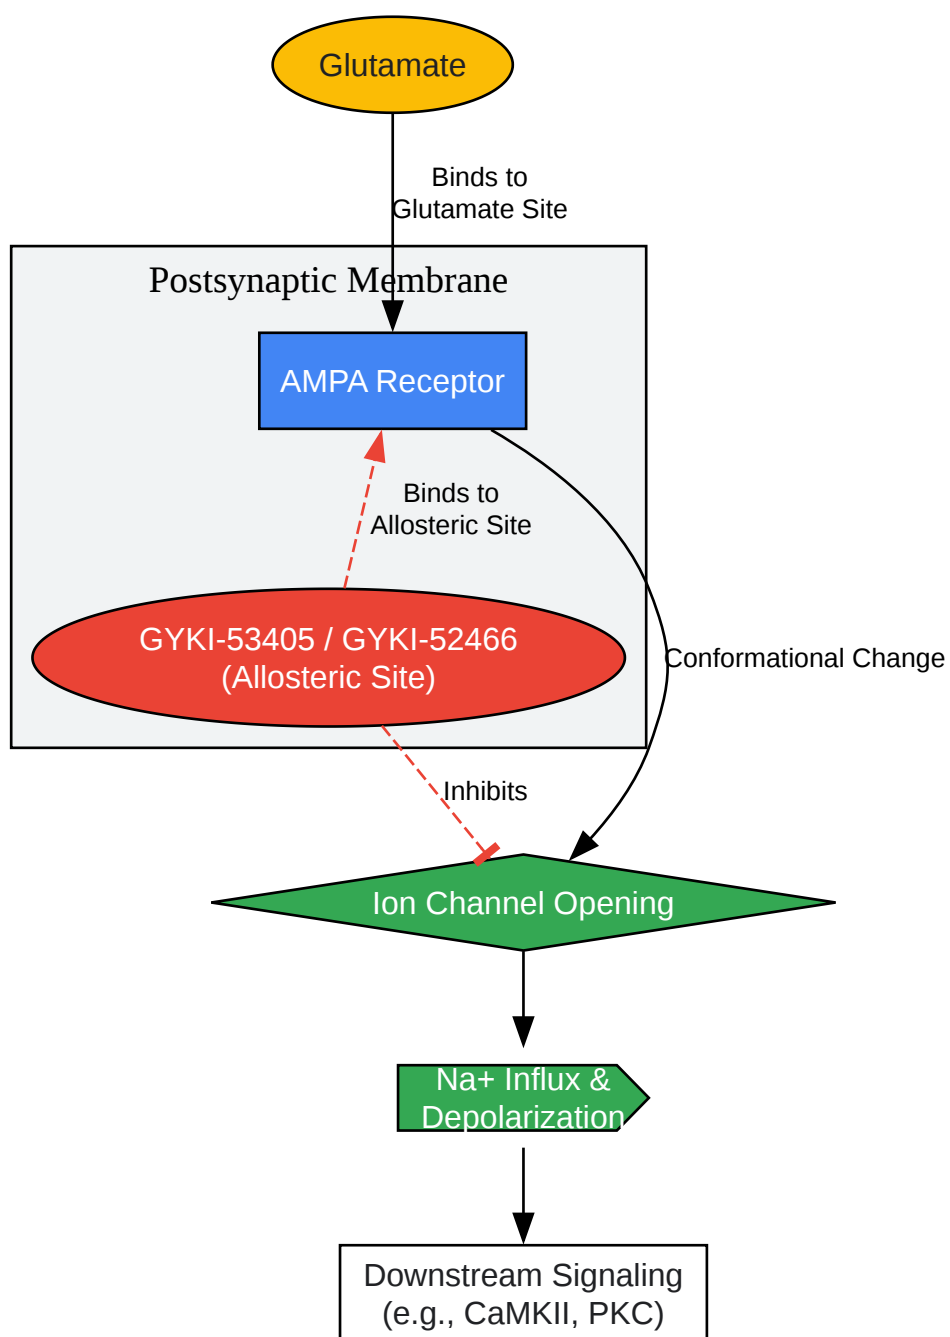 Glutamate
Binds to
Glutamate Site
Postsynaptic Membrane
AMPA Receptor
Binds to
Allosteric Site
GYKI-53405 / GYKI-52466
(Allosteric Site)
Conformational Change
Inhibits
Ion Channel Opening
Na+ Influx &
Depolarization
Downstream Signaling
(e.g., CaMKII, PKC)